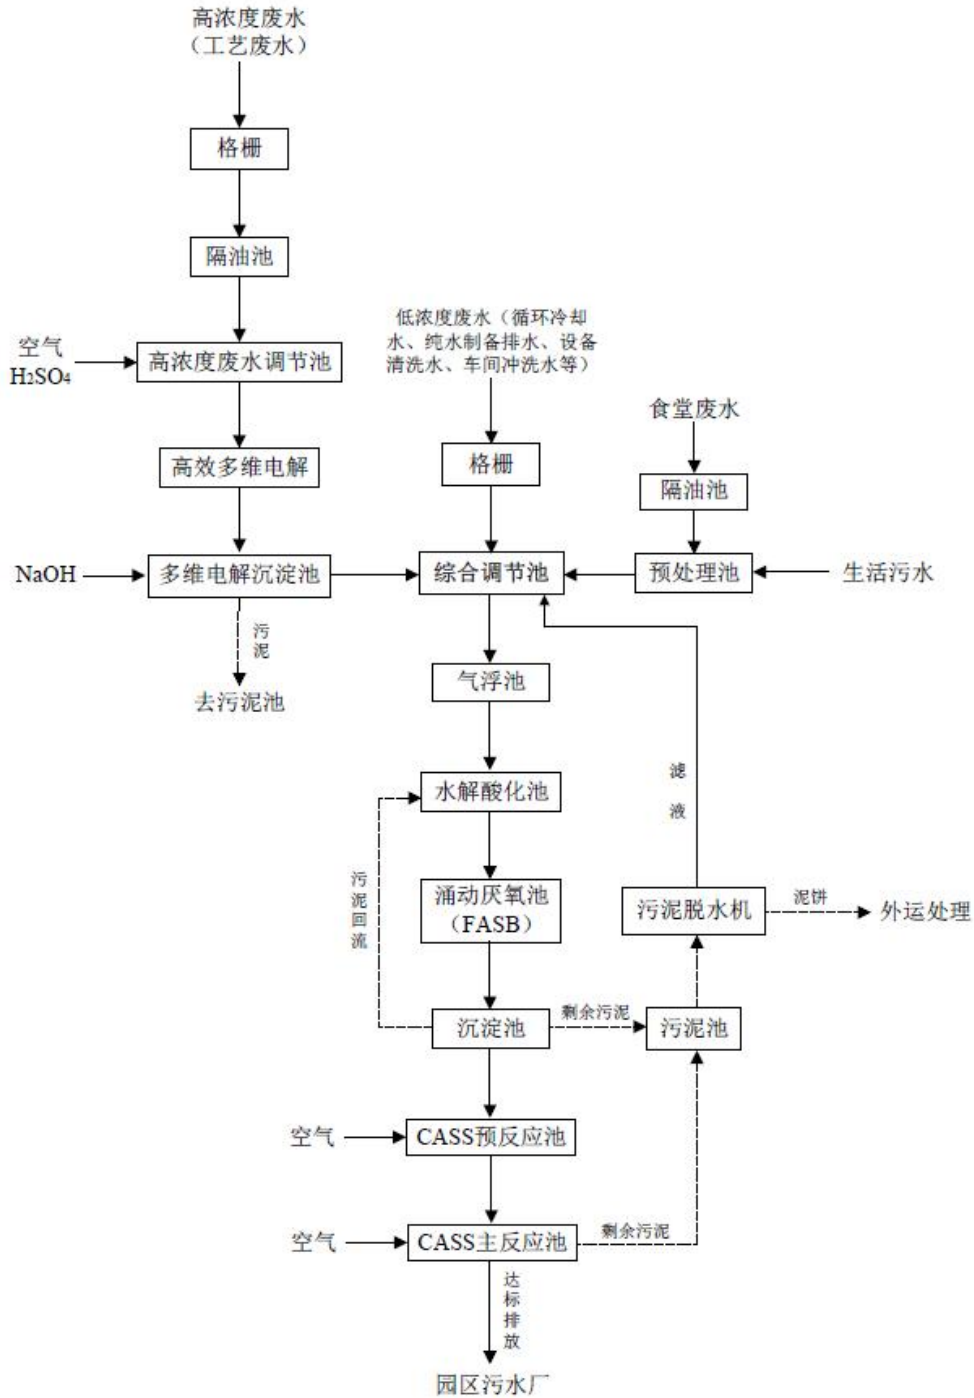 高浓度废水
（工艺废水）
格栅
隔油池
空气
H2SO4
高浓度废水调节池
高效多维电解
NaOH
多维电解沉淀池
污
泥
去污泥池
低浓度废水（循环冷却
水、纯水制备排水、设备
清洗水、车间冲洗水等）
格栅
综合调节池
食堂废水
隔油池
预处理池
生活污水
气浮池
水解酸化池
污
泥
回
流
涌动厌氧池
（FASB）
沉淀池
剩余污泥
污泥池
滤
液
污泥脱水机
泥饼
外运处理
空气
CASS预反应池
空气
CASS主反应池
剩余污泥
达
标
排
放
园区污水厂